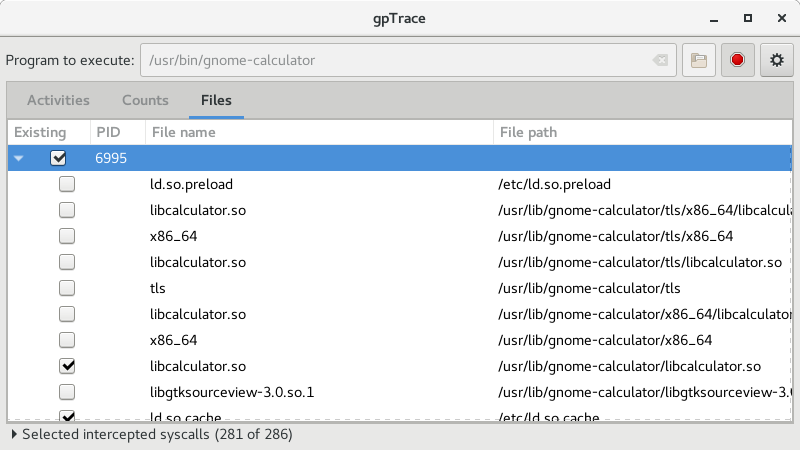 gpTrace
Program to execute: /usr/bin/gnome-calculator
Activities Counts Files
Existing PID File name File path
6995
ld.so.preload /etc/ld.so.preload
libcalculator.so /usr/lib/gnome-calculator/tls/x86_64/libcalcula
x86_64 /usr/lib/gnome-calculator/tls/x86_64
libcalculator.so /usr/lib/gnome-calculator/tls/libcalculator.so
tls /usr/lib/gnome-calculator/tls
libcalculator.so /usr/lib/gnome-calculator/x86_64/libcalculator
x86_64 /usr/lib/gnome-calculator/x86_64
libcalculator.so /usr/lib/gnome-calculator/libcalculator.so
libgtksourceview-3.0.so.1 /usr/lib/gnome-calculator/libgtksourceview-3.0
ld.so.cache /etc/ld.so.cache
Selected intercepted syscalls (281 of 286)